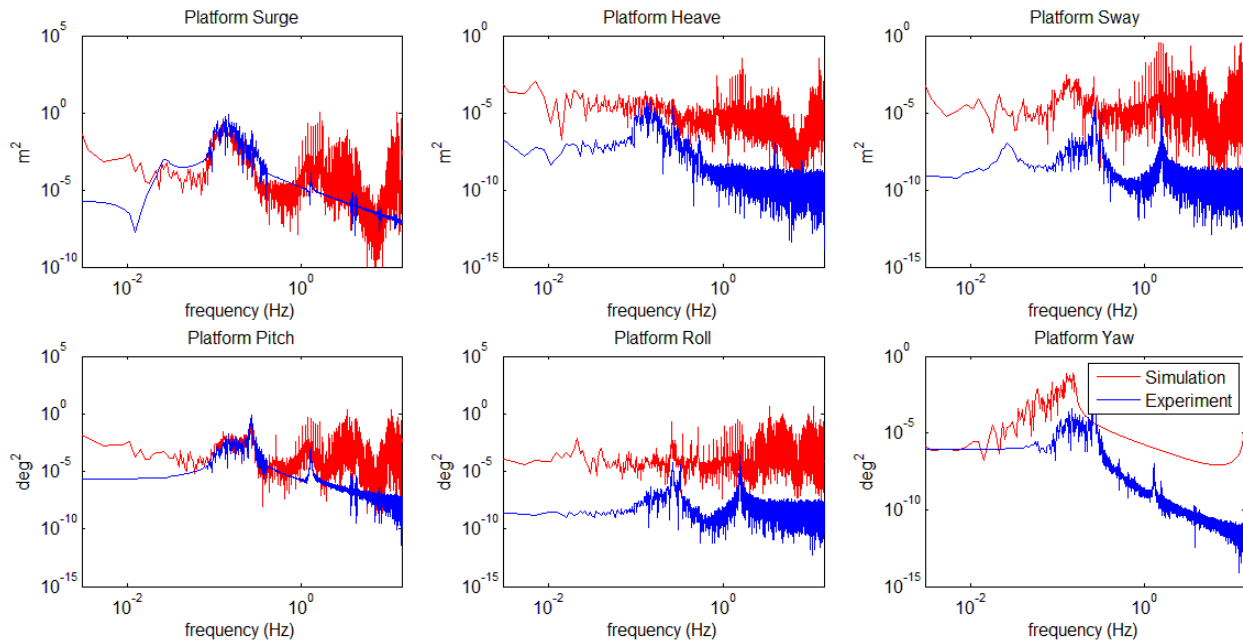 Platform Surge
10^5
10^0
10^-5
10^-10
m^2
10^-2
10^0
frequency (Hz)
Platform Heave
10^0
10^-5
10^-10
10^-15
m^2
10^-2
10^0
frequency (Hz)
Platform Sway
10^0
10^-5
10^-10
10^-15
m^2
10^-2
10^0
frequency (Hz)
Platform Pitch
10^5
10^0
10^-5
10^-10
10^-15
deg^2
10^-2
10^0
frequency (Hz)
Platform Roll
10^5
10^0
10^-5
10^-10
10^-15
deg^2
10^-2
10^0
frequency (Hz)
Platform Yaw
10^0
10^-5
10^-10
10^-15
deg^2
Simulation
Experiment
10^-2
10^0
frequency (Hz)